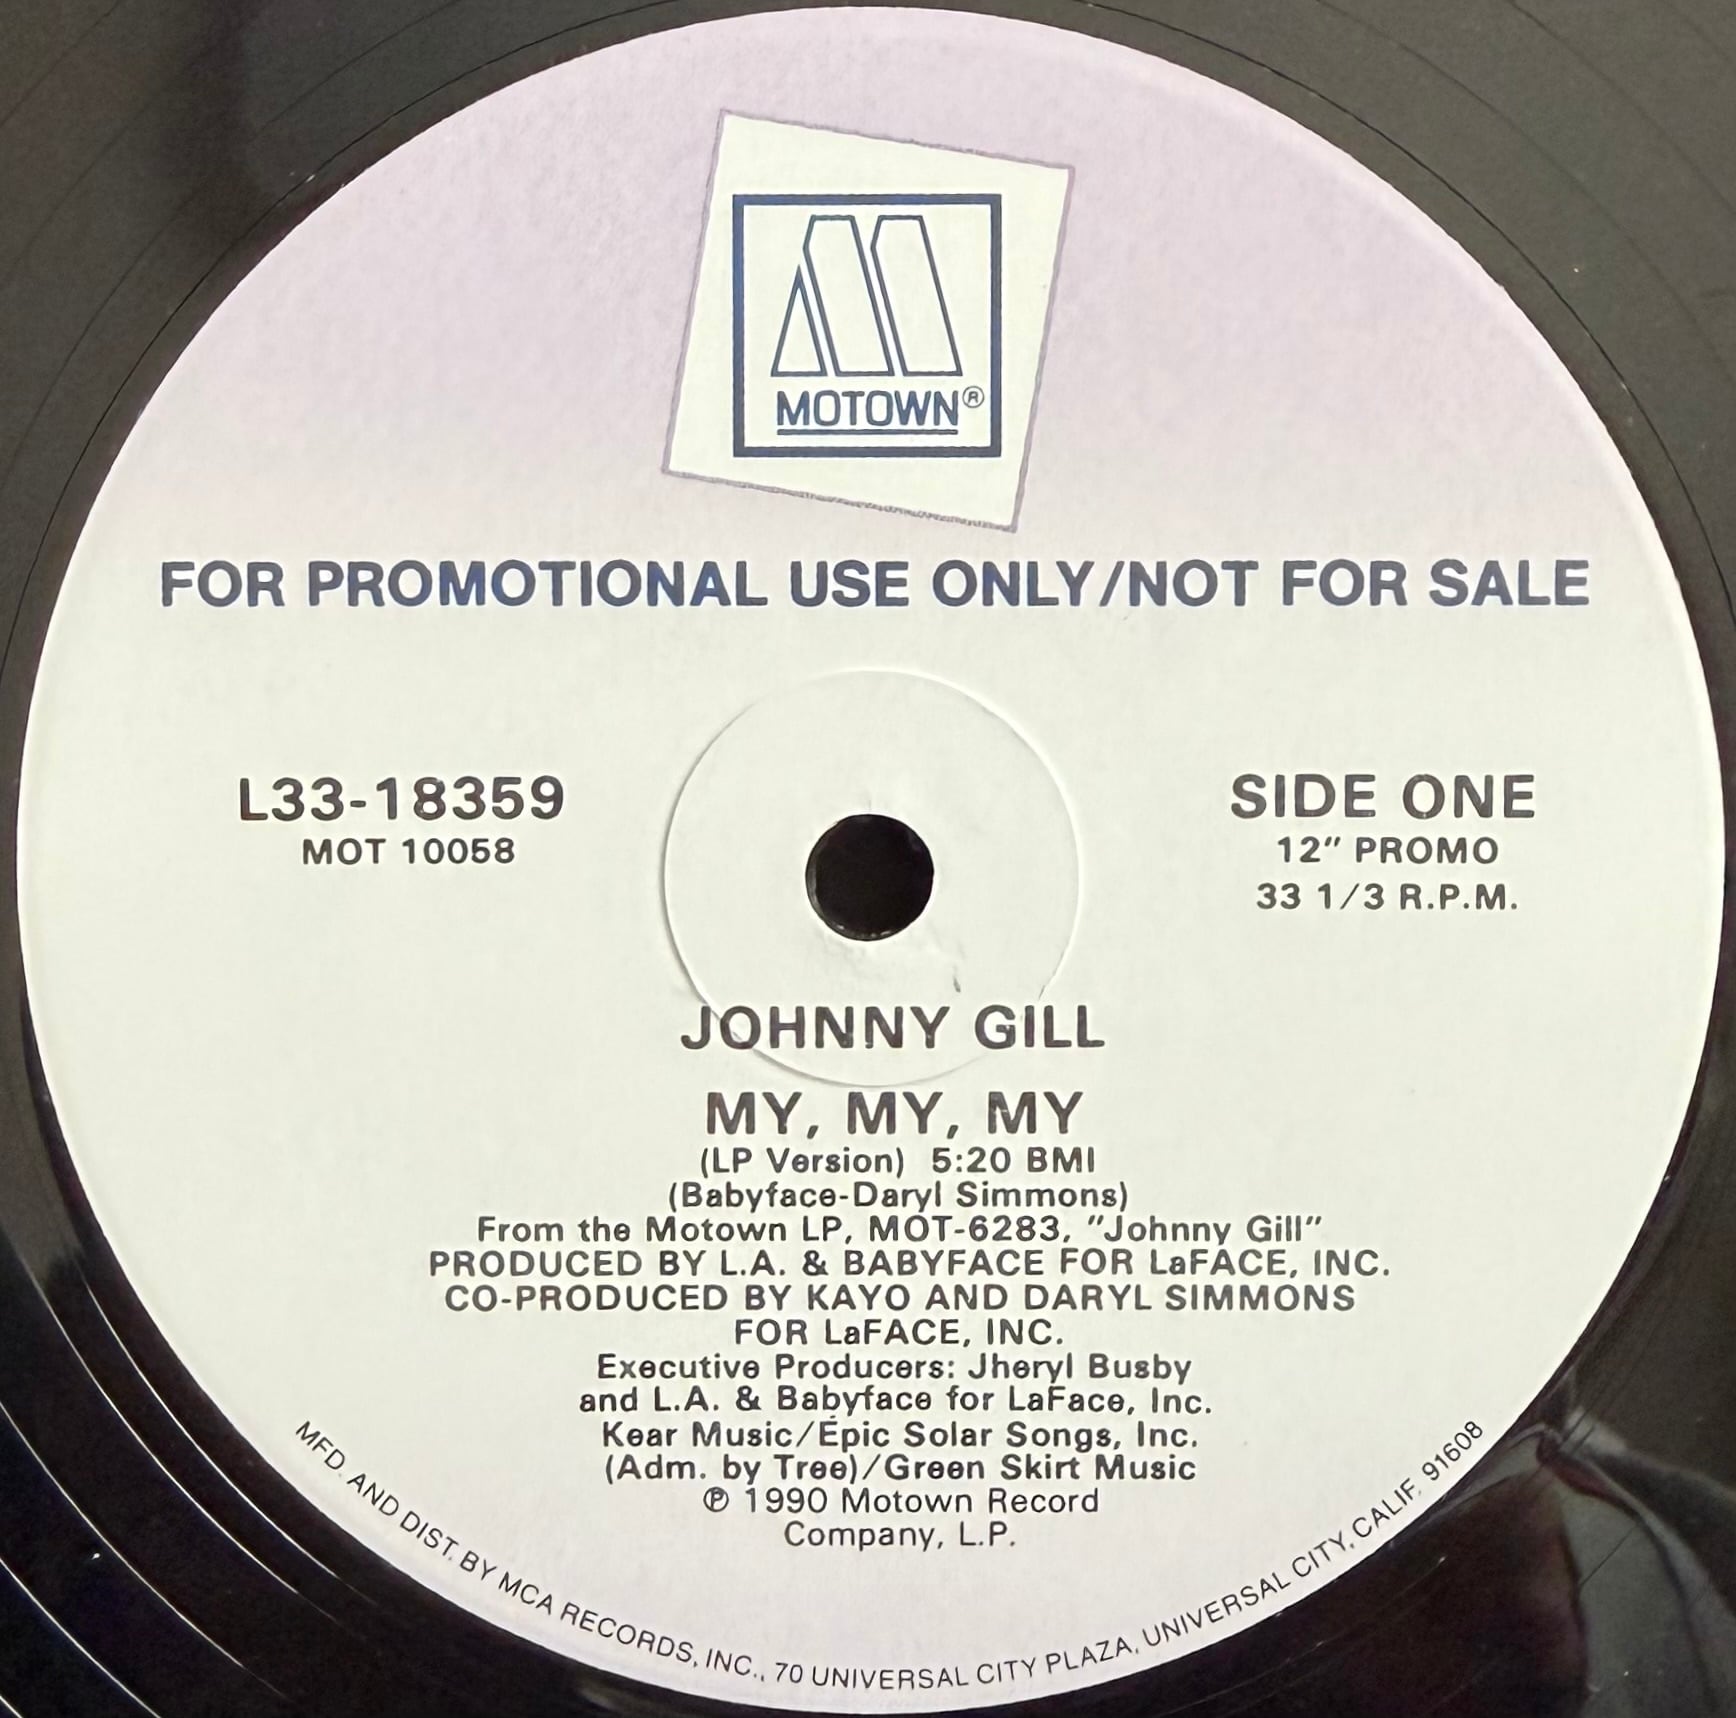 MOTOWN®
FOR PROMOTIONAL USE ONLY/NOT FOR SALE
L33-18359
MOT 10058
SIDE ONE
12" PROMO
33 1/3 R.P.M.
JOHNNY GILL
MY, MY, MY
(LP Version) 5:20 BMI
(Babyface-Daryl Simmons)
From the Motown LP, MOT-6283, "Johnny Gill"
PRODUCED BY L.A. & BABYFACE FOR LaFACE, INC.
CO-PRODUCED BY KAYO AND DARYL SIMMONS
FOR LaFACE, INC.
Executive Producers: Jheryl Busby
and L.A. & Babyface for LaFace, Inc.
Kear Music/Epic Solar Songs, Inc.
(Adm. by Tree)/Green Skirt Music
℗ 1990 Motown Record
Company, L.P.
MFD. AND DIST. BY MCA RECORDS, INC., 70 UNIVERSAL CITY PLAZA, UNIVERSAL CITY, CALIF. 91608